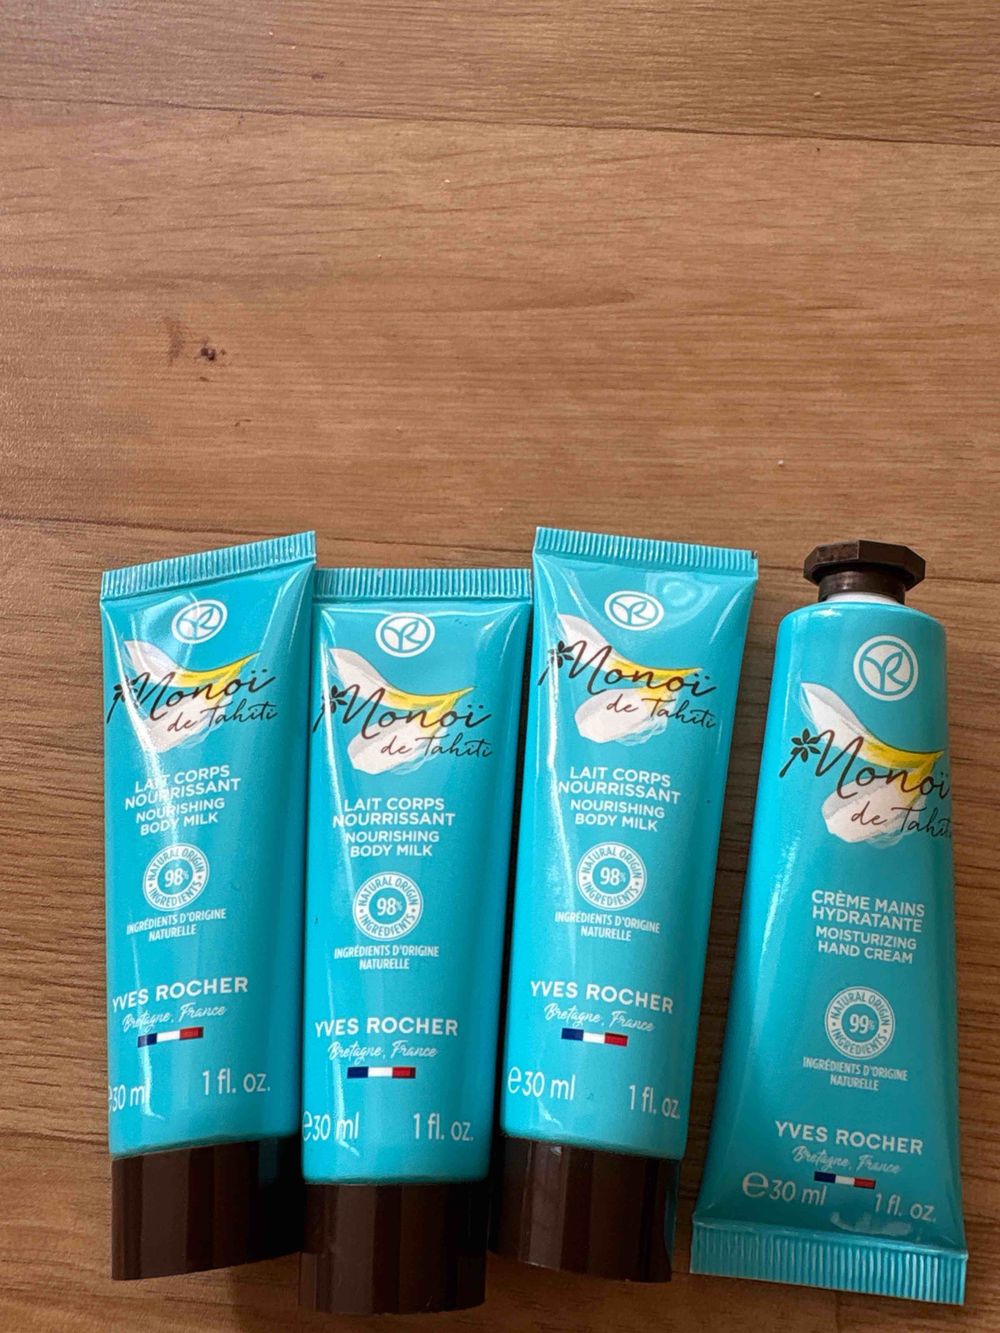 Monoï
de Tahiti
LAIT CORPS
NOURRISSANT
NOURISHING
BODY MILK
NATURAL ORIGIN
98%
INGREDIENTS
INGRÉDIENTS D'ORIGINE
NATURELLE
YVES ROCHER
Bretagne, France
℮30 ml 1 fl. oz.
Monoï
de Tahiti
LAIT CORPS
NOURRISSANT
NOURISHING
BODY MILK
NATURAL ORIGIN
98%
INGREDIENTS
INGRÉDIENTS D'ORIGINE
NATURELLE
YVES ROCHER
Bretagne, France
℮30 ml 1 fl. oz.
Monoï
de Tahiti
LAIT CORPS
NOURRISSANT
NOURISHING
BODY MILK
NATURAL ORIGIN
98%
INGREDIENTS
INGRÉDIENTS D'ORIGINE
NATURELLE
YVES ROCHER
Bretagne, France
℮30 ml 1 fl. oz.
Monoï
de Tahiti
CRÈME MAINS
HYDRATANTE
MOISTURIZING
HAND CREAM
NATURAL ORIGIN
99%
INGREDIENTS
INGRÉDIENTS D'ORIGINE
NATURELLE
YVES ROCHER
Bretagne, France
℮30 ml 1 fl. oz.